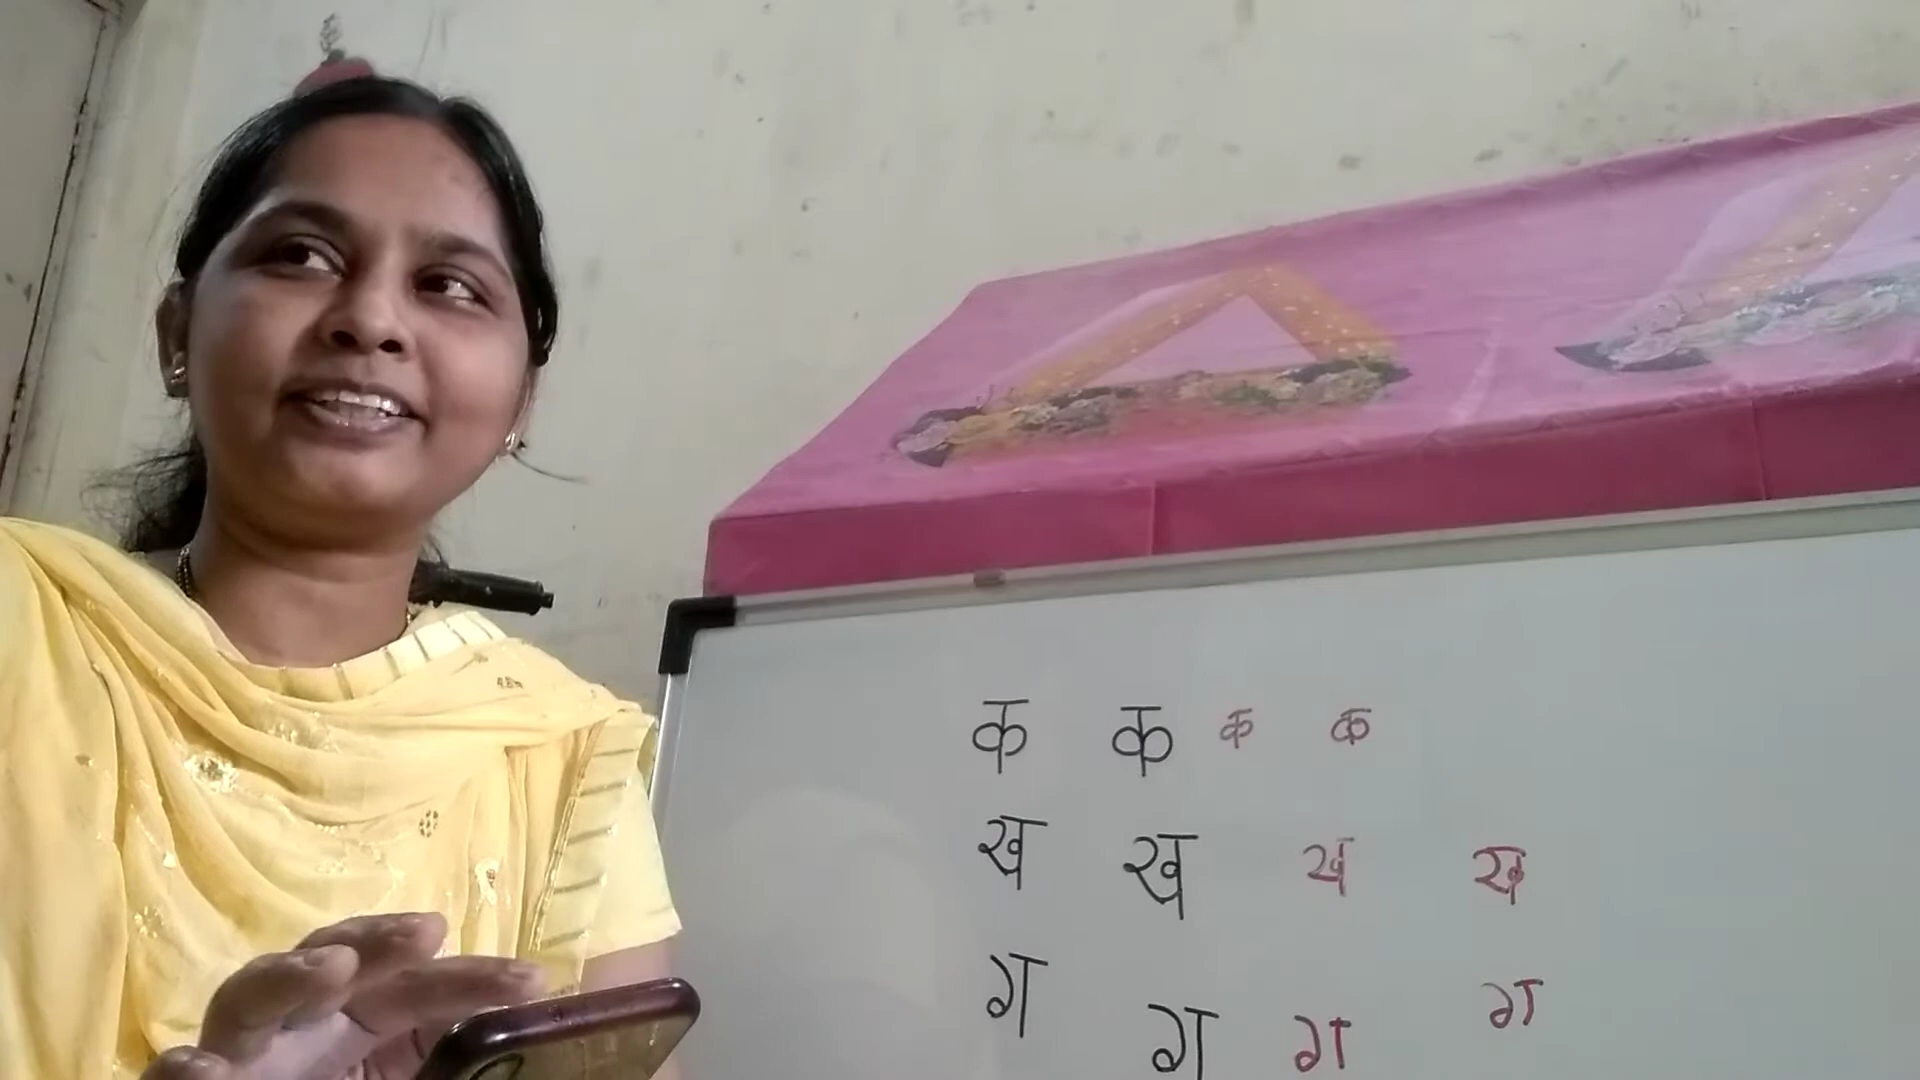 क क क क
ख ख ख ख
ग ग ग ग